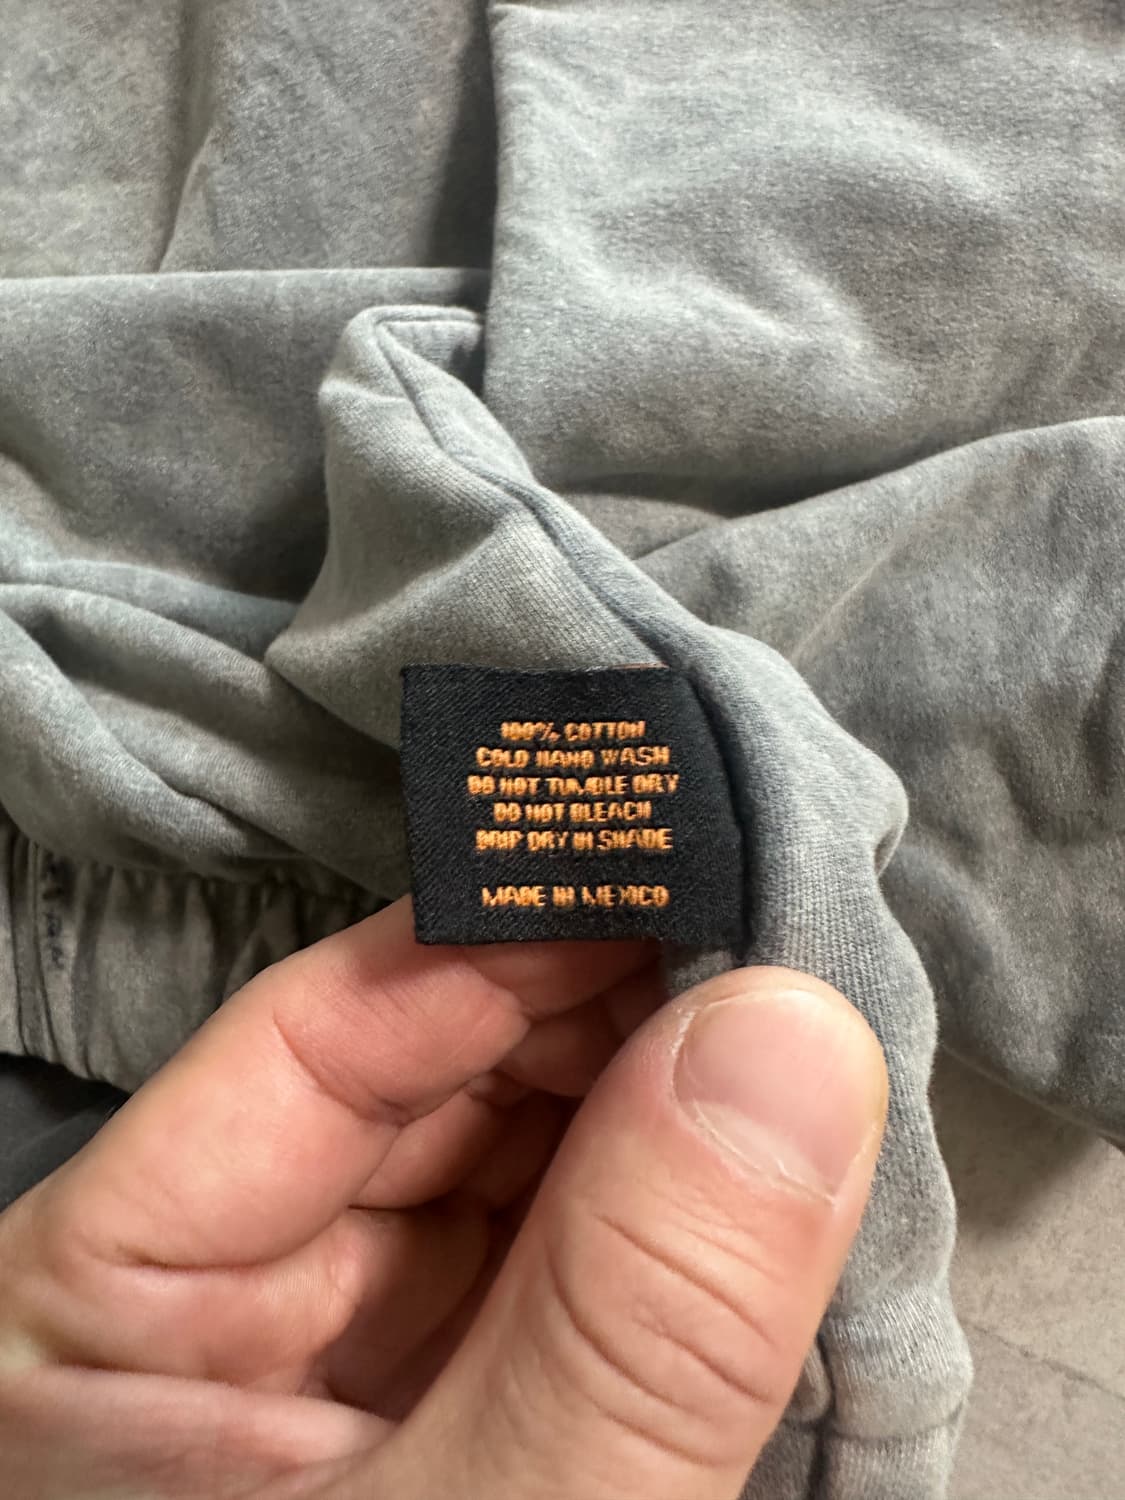 100% COTTON
COLD HAND WASH
DO NOT TUMBLE DRY
DO NOT BLEACH
DRIP DRY IN SHADE
MADE IN MEXICO